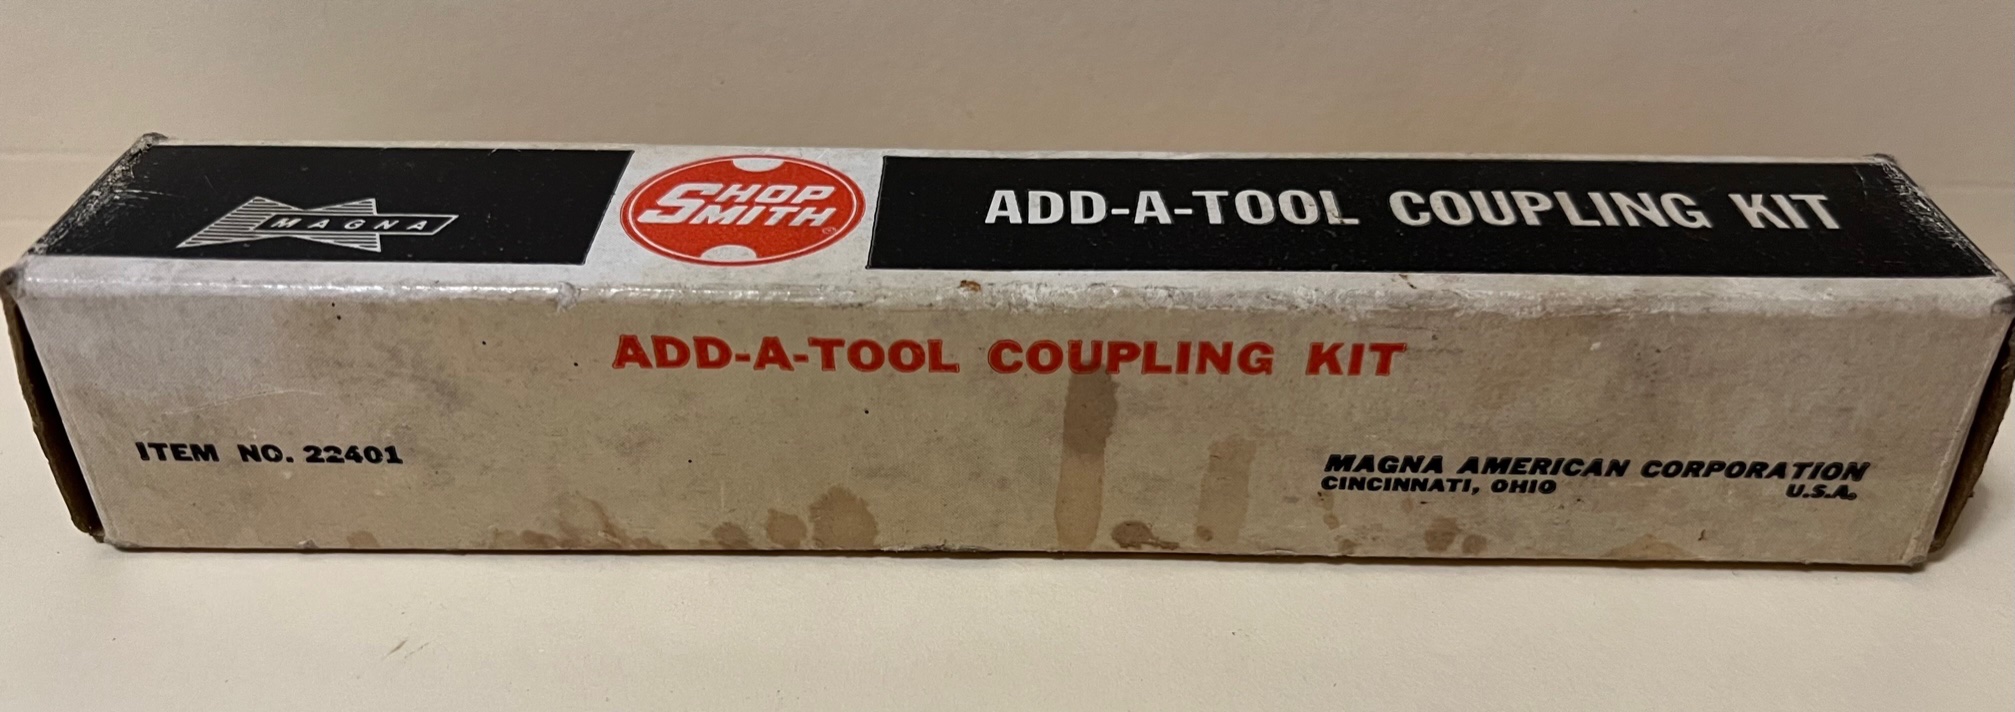 MAGNA
SHOP
SMITH®
ADD-A-TOOL COUPLING KIT
ADD-A-TOOL COUPLING KIT
ITEM NO. 22401
MAGNA AMERICAN CORPORATION
CINCINNATI, OHIO U.S.A.